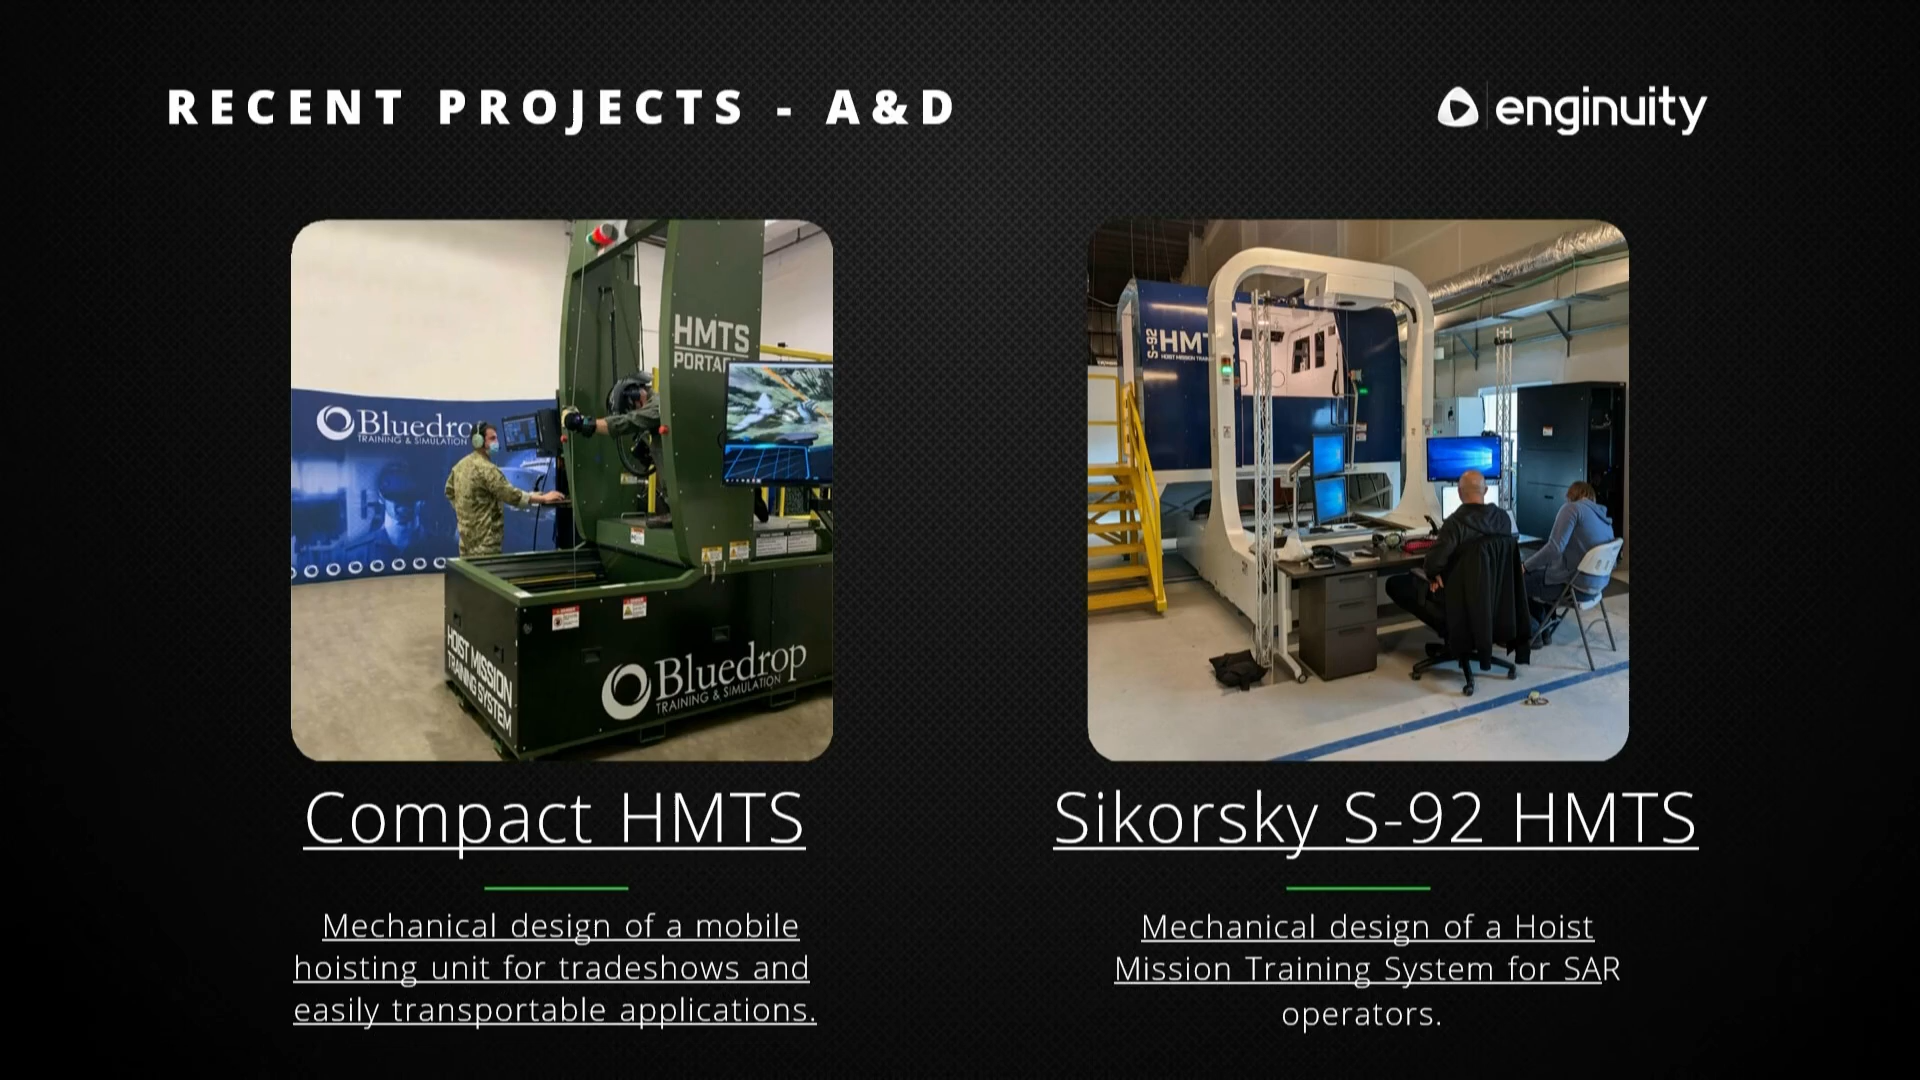 RECENT PROJECTS - A&D
enginuity
HMTS
Bluedro
TRAINING & SIMULATION
HOIST MISSION
TRAINING SYSTEM
Bluedrop
TRAINING & SIMULATION
S-92
HMT
Compact HMTS
Mechanical design of a mobile
hoisting unit for tradeshows and
easily transportable applications.
Sikorsky S-92 HMTS
Mechanical design of a Hoist
Mission Training System for SAR
operators.